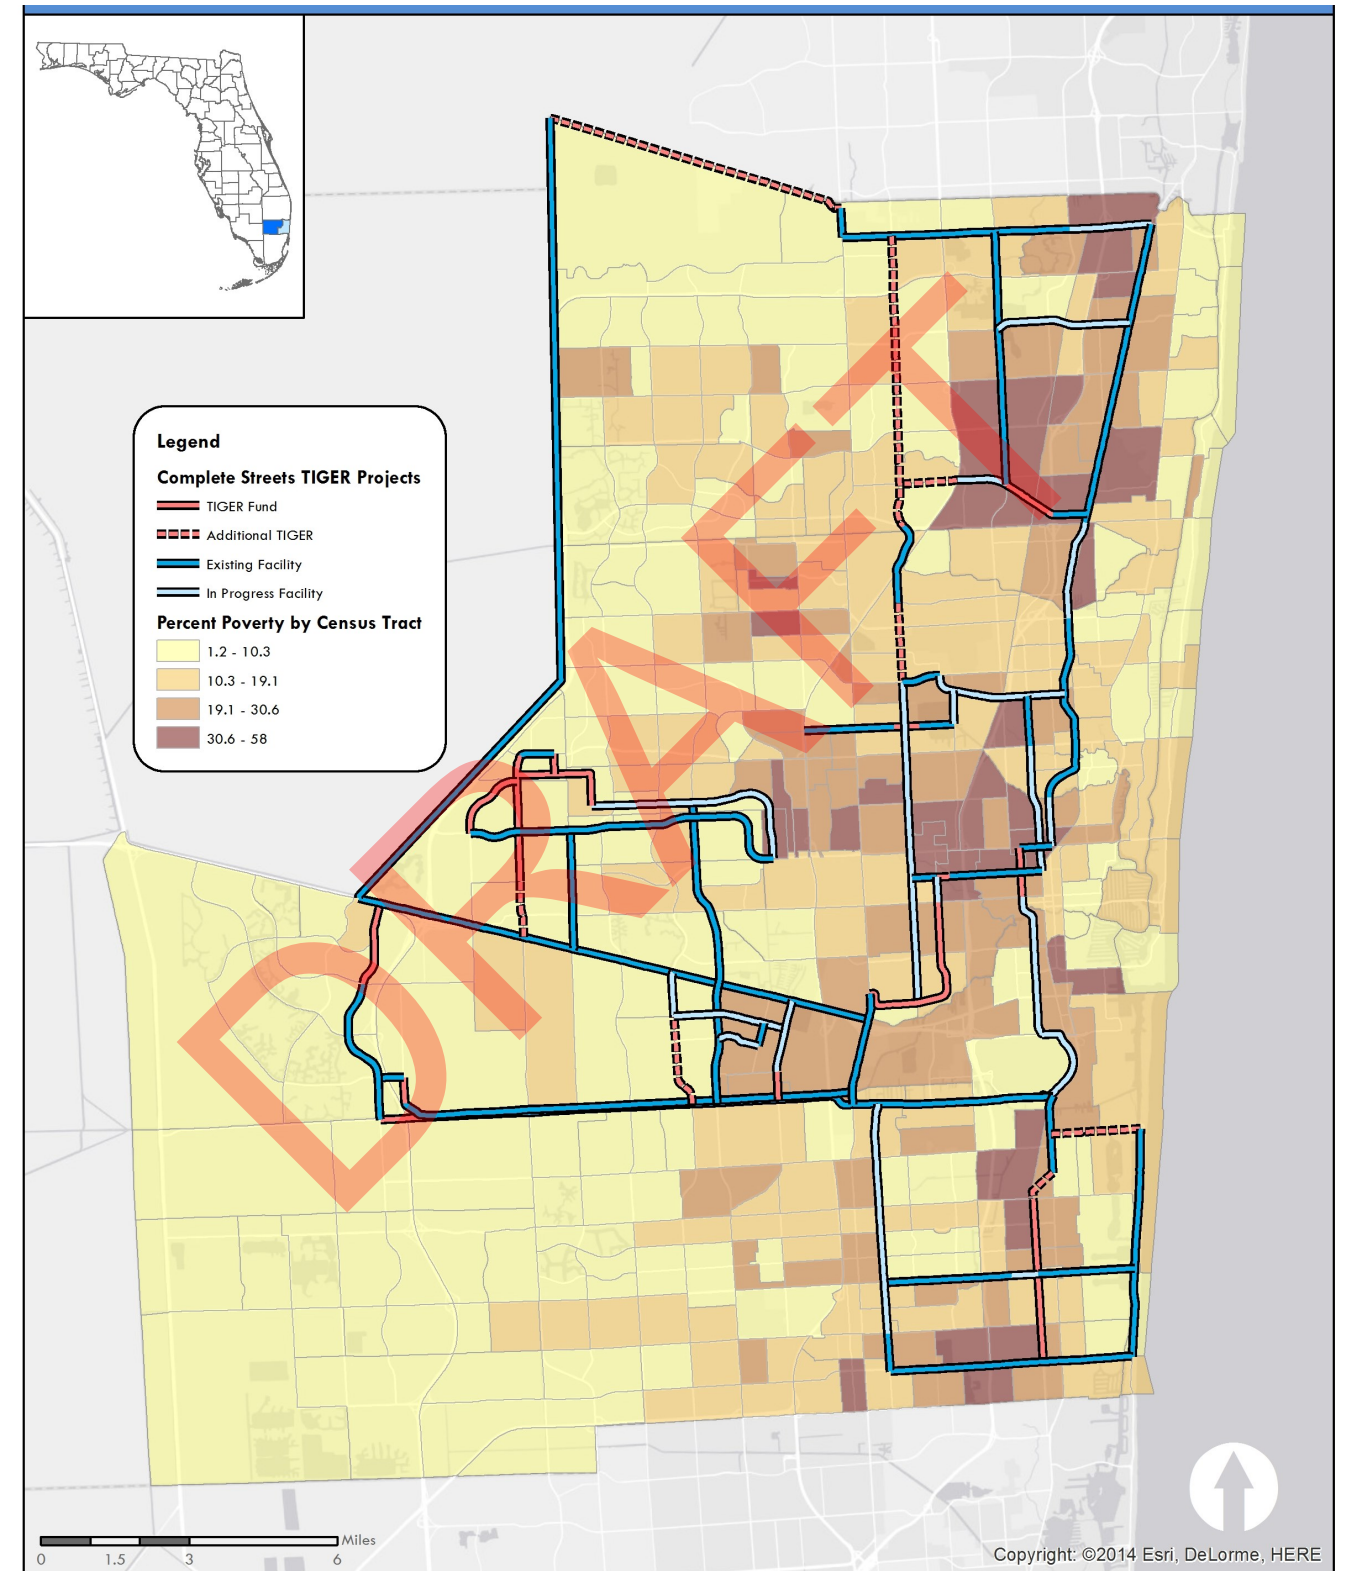 Legend
Complete Streets TIGER Projects
TIGER Fund
Additional TIGER
Existing Facility
In Progress Facility
Percent Poverty by Census Tract
1.2 - 10.3
10.3 - 19.1
19.1 - 30.6
30.6 - 58
DRAFT
Miles
0 1.5 3 6
Copyright: ©2014 Esri, DeLorme, HERE